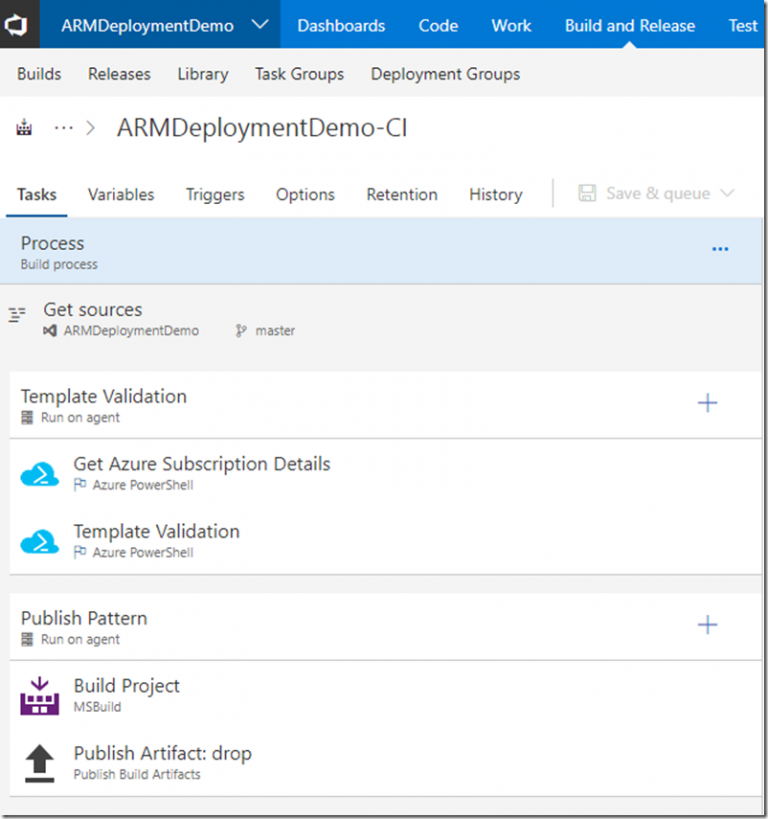 ARMDeploymentDemo Dashboards Code Work Build and Release Test
Builds Releases Library Task Groups Deployment Groups
··· > ARMDeploymentDemo-CI
Tasks Variables Triggers Options Retention History Save & queue
Process
Build process
Get sources
ARMDeploymentDemo master
Template Validation
Run on agent
Get Azure Subscription Details
Azure PowerShell
Template Validation
Azure PowerShell
Publish Pattern
Run on agent
Build Project
MSBuild
Publish Artifact: drop
Publish Build Artifacts